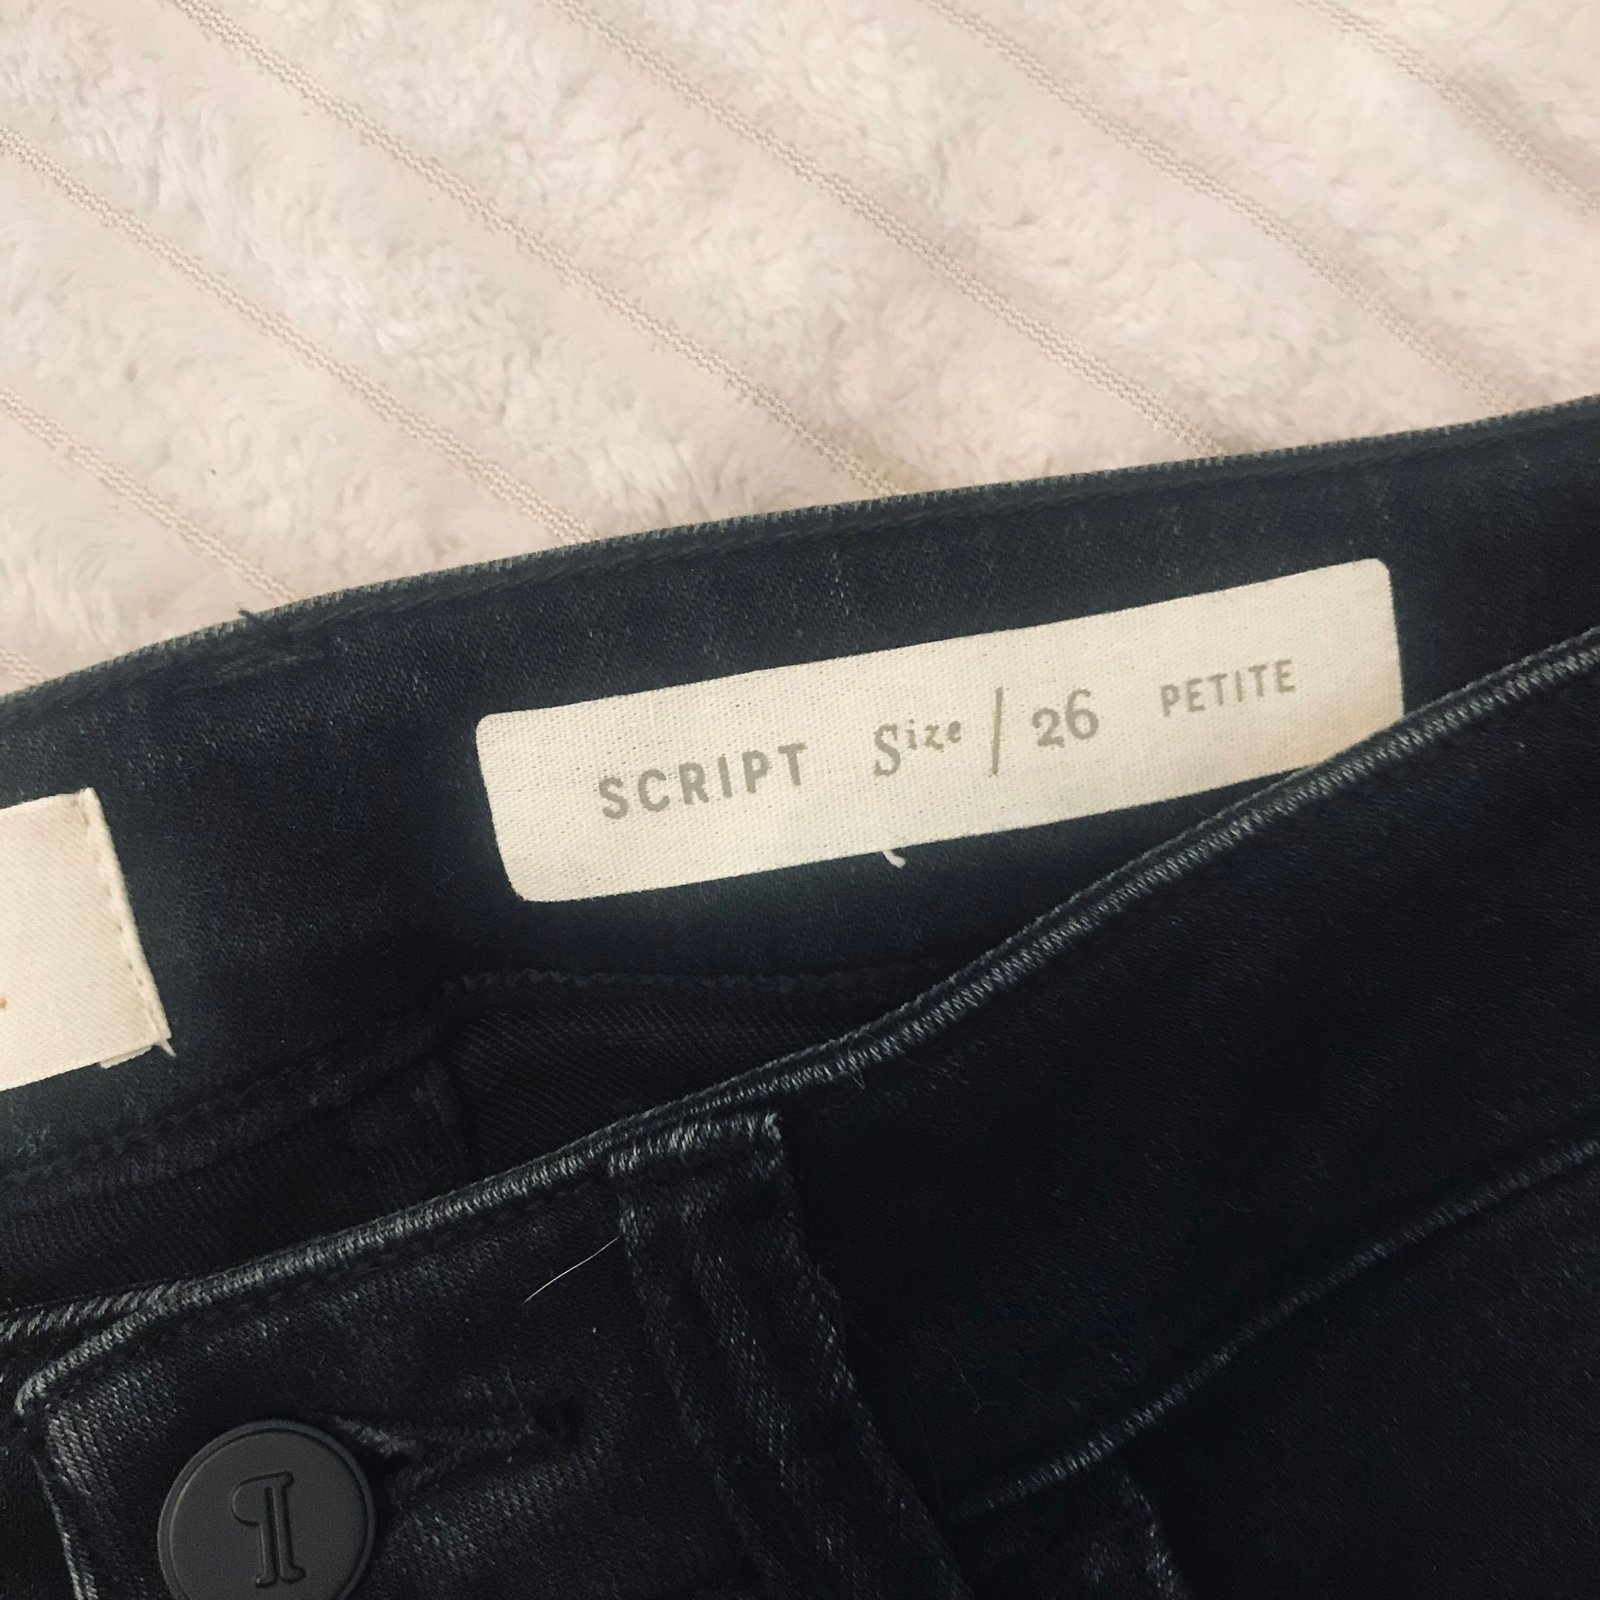 SCRIPT Size / 26 PETITE
¶